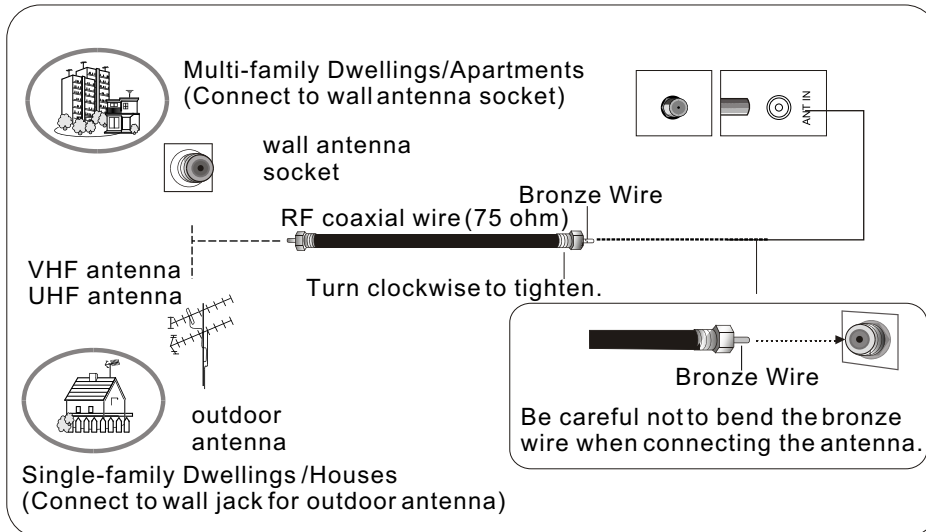 Multi-family Dwellings/Apartments
(Connect to wall antenna socket)
ANT IN
wall antenna
socket
Bronze Wire
RF coaxial wire (75 ohm)
VHF antenna
UHF antenna
Turn clockwise to tighten.
Bronze Wire
outdoor
antenna
Be careful not to bend the bronze
wire when connecting the antenna.
Single-family Dwellings /Houses
(Connect to wall jack for outdoor antenna)